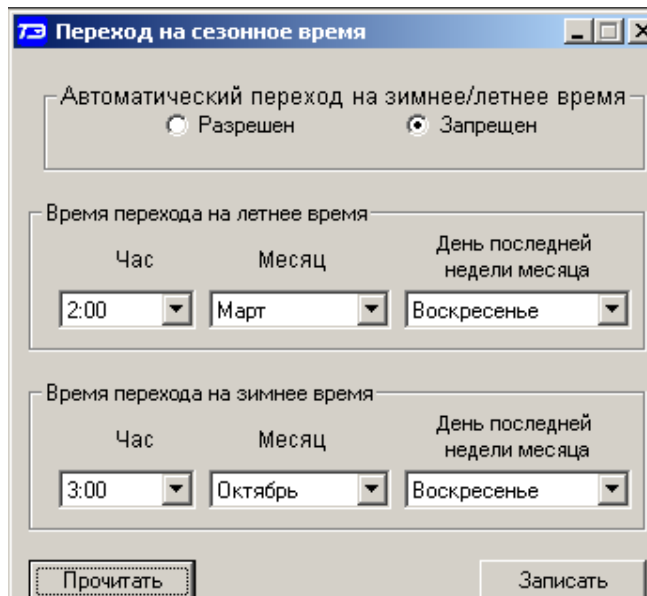 ТЭ Переход на сезонное время
Автоматический переход на зимнее/летнее время
Разрешен Запрещен
Время перехода на летнее время
Час Месяц День последней
недели месяца
2:00 Март Воскресенье
Время перехода на зимнее время
Час Месяц День последней
недели месяца
3:00 Октябрь Воскресенье
Прочитать Записать